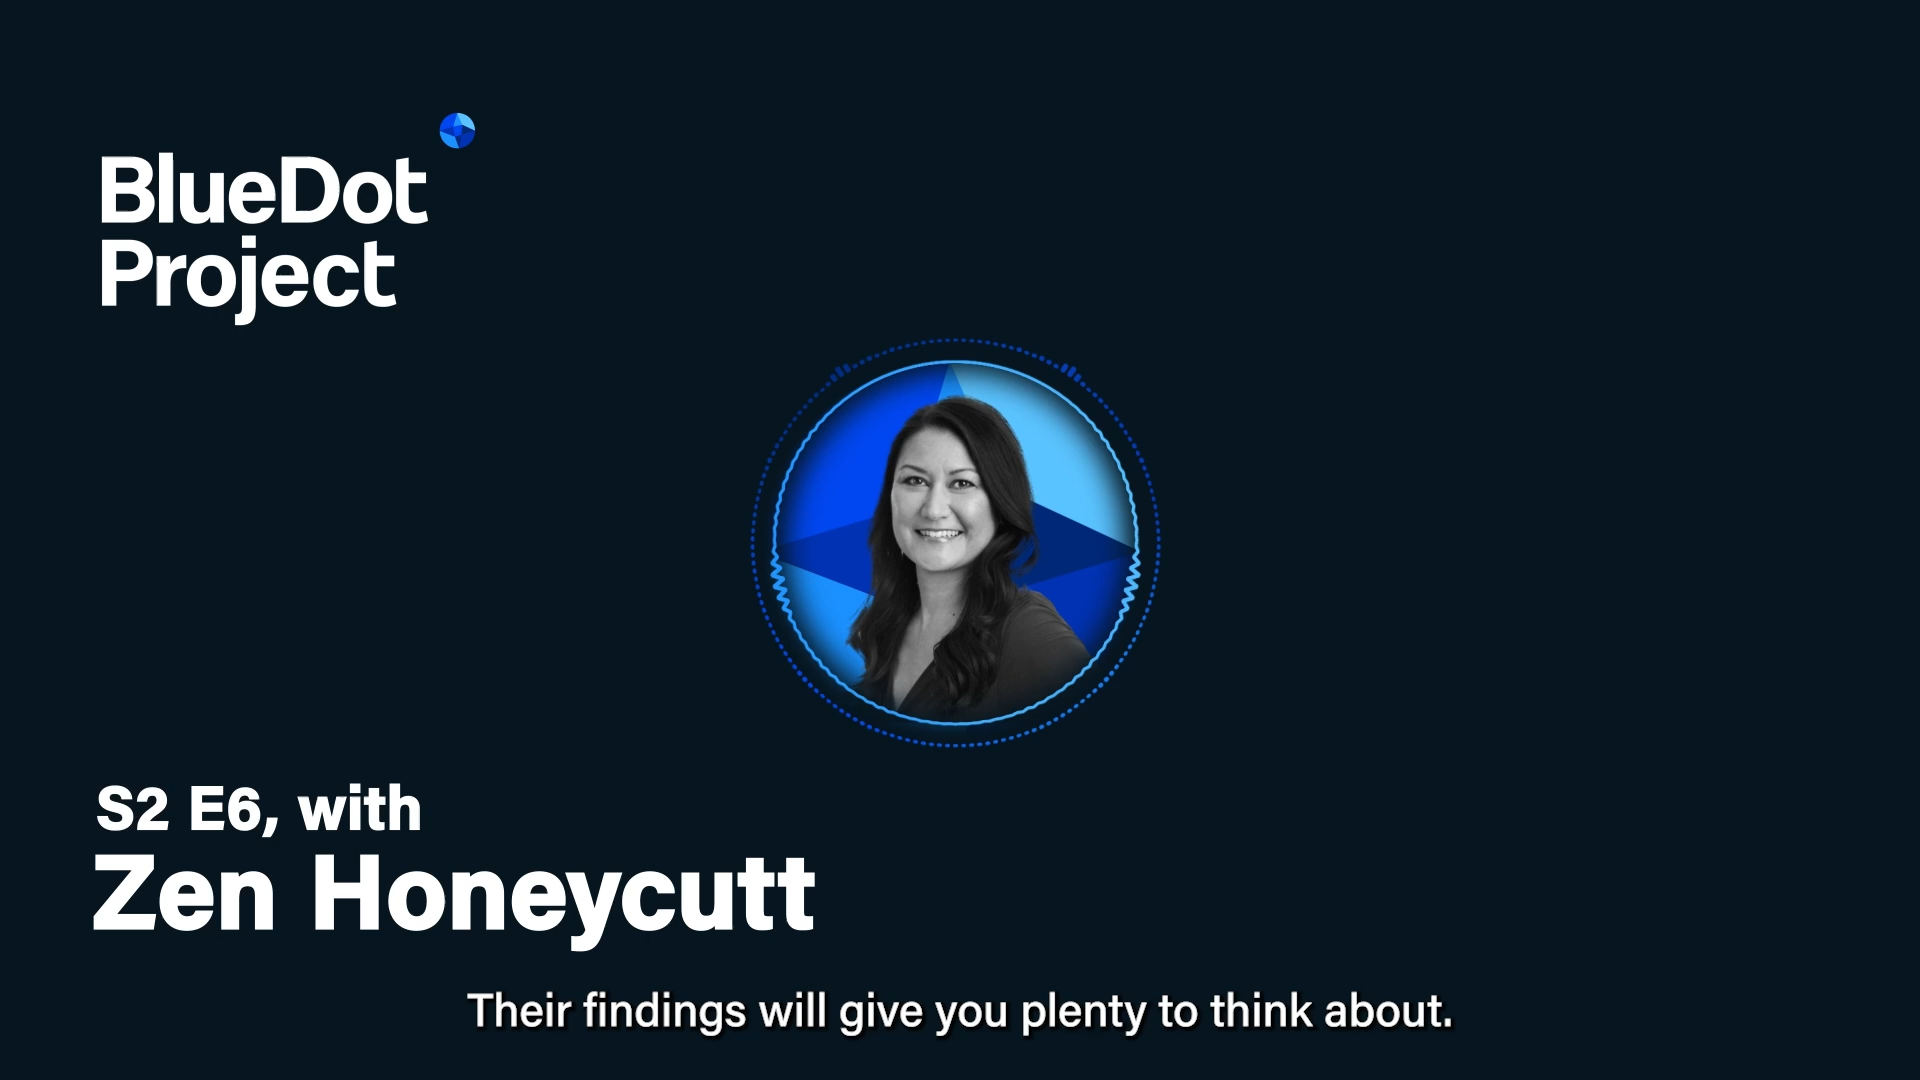 BlueDot
Project
S2 E6, with
Zen Honeycutt
Their findings will give you plenty to think about.